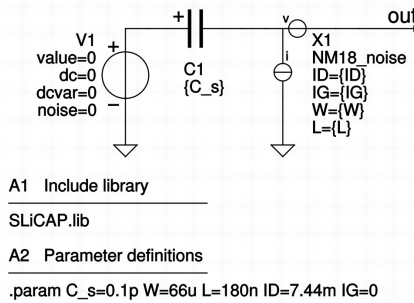 V1
value=0
dc=0
dcvar=0
noise=0
+
−
+
C1
{C_s}
v
i
out
X1
NM18_noise
ID={ID}
IG={IG}
W={W}
L={L}
A1 Include library
SLiCAP.lib
A2 Parameter definitions
.param C_s=0.1p W=66u L=180n ID=7.44m IG=0